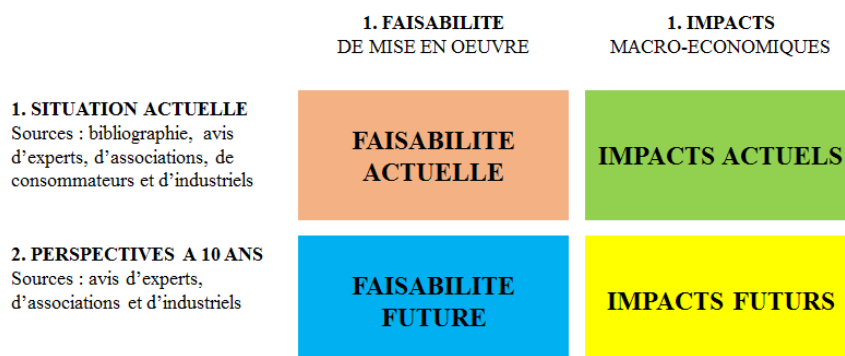 1. FAISABILITE
DE MISE EN OEUVRE
1. IMPACTS
MACRO-ECONOMIQUES
1. SITUATION ACTUELLE
Sources : bibliographie, avis
d'experts, d'associations, de
consommateurs et d'industriels
FAISABILITE
ACTUELLE
IMPACTS ACTUELS
2. PERSPECTIVES A 10 ANS
Sources : avis d'experts,
d'associations et d'industriels
FAISABILITE
FUTURE
IMPACTS FUTURS